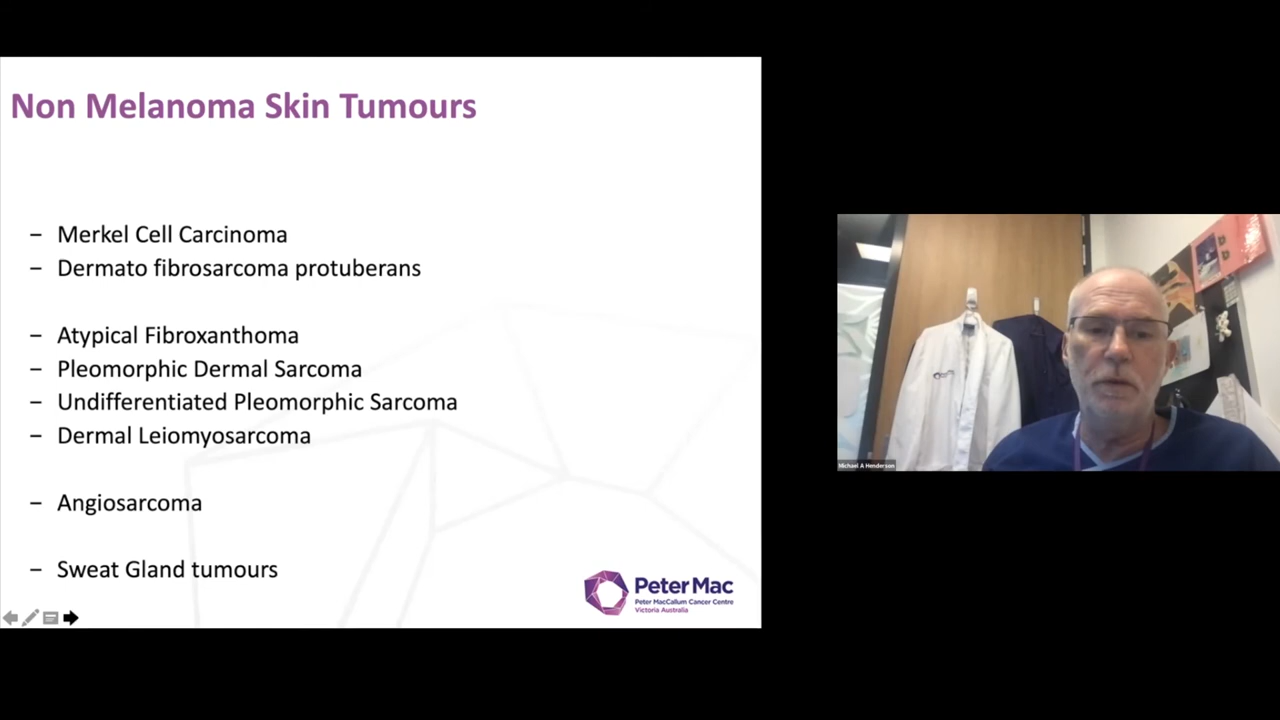 Non Melanoma Skin Tumours
− Merkel Cell Carcinoma
− Dermato fibrosarcoma protuberans
− Atypical Fibroxanthoma
− Pleomorphic Dermal Sarcoma
− Undifferentiated Pleomorphic Sarcoma
− Dermal Leiomyosarcoma
− Angiosarcoma
− Sweat Gland tumours
Peter Mac
Peter MacCallum Cancer Centre
Victoria Australia
Michael A Henderson